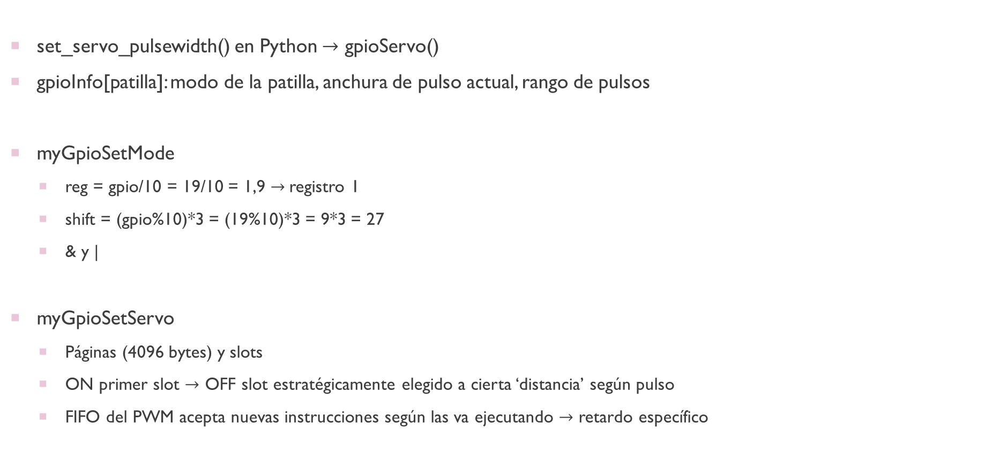 set_servo_pulsewidth() en Python → gpioServo()
gpioInfo[patilla]: modo de la patilla, anchura de pulso actual, rango de pulsos
myGpioSetMode
reg = gpio/10 = 19/10 = 1,9 → registro 1
shift = (gpio%10)*3 = (19%10)*3 = 9*3 = 27
& y |
myGpioSetServo
Páginas (4096 bytes) y slots
ON primer slot → OFF slot estratégicamente elegido a cierta ‘distancia’ según pulso
FIFO del PWM acepta nuevas instrucciones según las va ejecutando → retardo específico